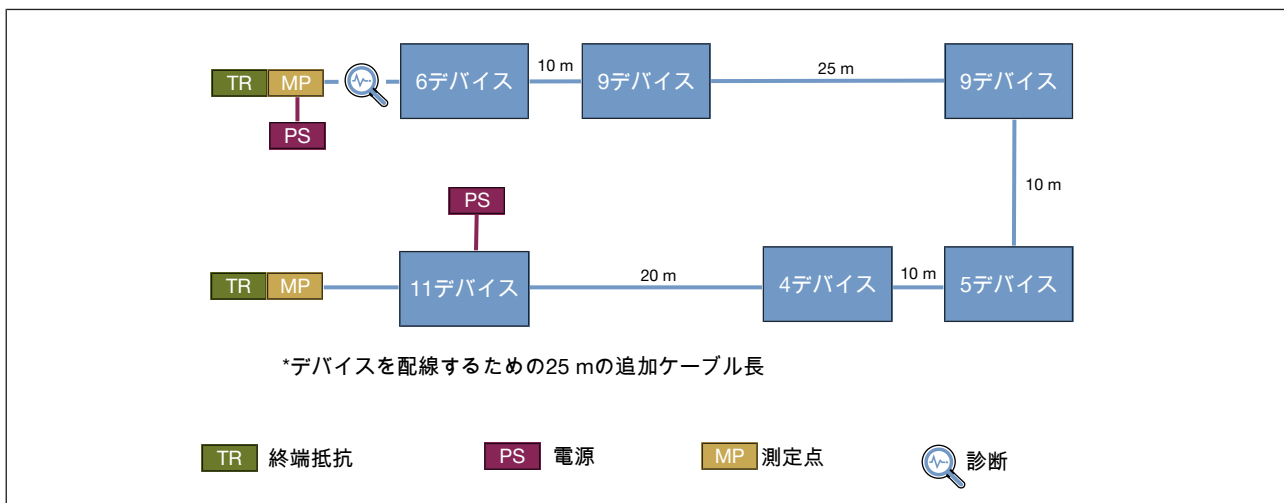 TR MP 6デバイス 10 m 9デバイス 25 m 9デバイス
PS
10 m
PS
TR MP 11デバイス 20 m 4デバイス 10 m 5デバイス
*デバイスを配線するための25 mの追加ケーブル長
TR 終端抵抗 PS 電源 MP 測定点 診断